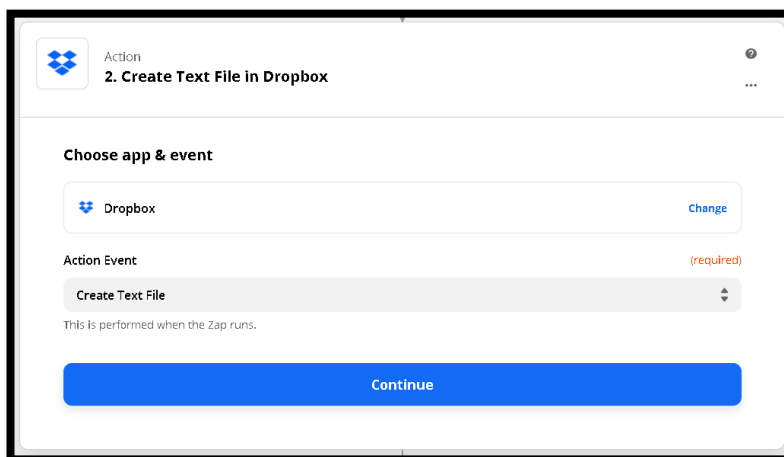 Action
2. Create Text File in Dropbox
Choose app & event
Dropbox
Change
Action Event
(required)
Create Text File
This is performed when the Zap runs.
Continue